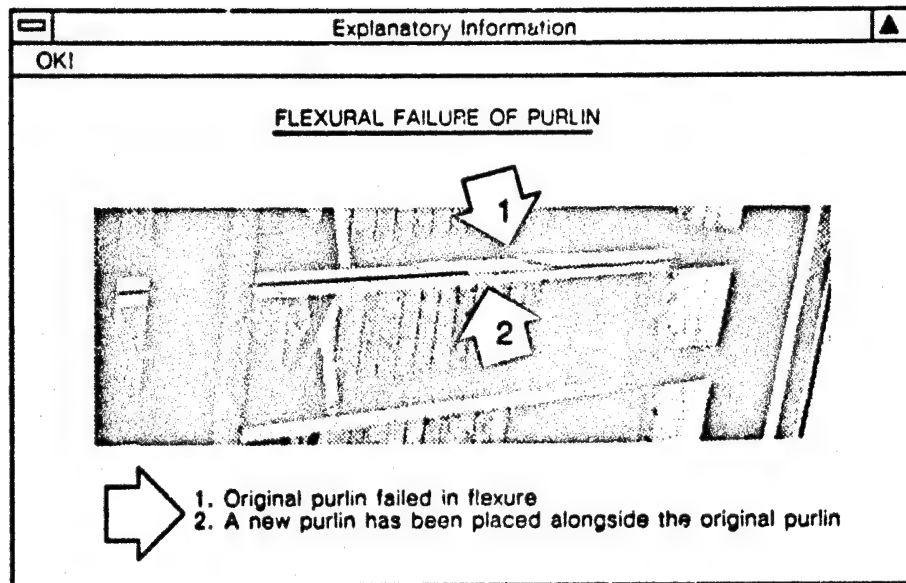 Explanatory Information
OK!
FLEXURAL FAILURE OF PURLIN
1
2
1. Original purlin failed in flexure
2. A new purlin has been placed alongside the original purlin